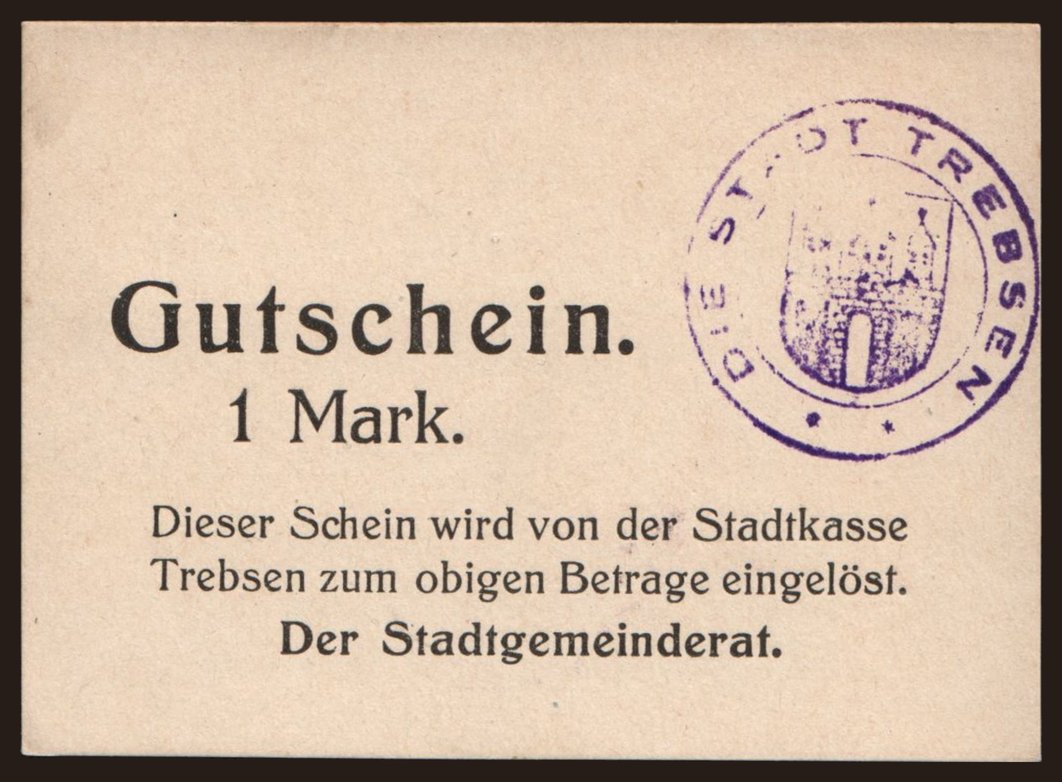 DIE STADT TREBSEN
Gutschein.
1 Mark.
Dieser Schein wird von der Stadtkasse
Trebsen zum obigen Betrage eingelöst.
Der Stadtgemeinderat.